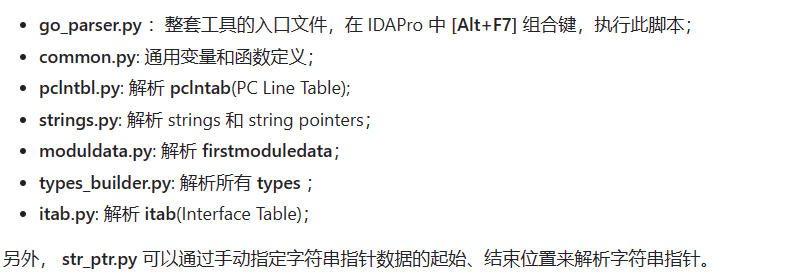 • go_parser.py ：整套工具的入口文件，在 IDAPro 中 [Alt+F7] 组合键，执行此脚本；
• common.py: 通用变量和函数定义；
• pclntbl.py: 解析 pclntab(PC Line Table);
• strings.py: 解析 strings 和 string pointers；
• moduldata.py: 解析 firstmoduledata；
• types_builder.py: 解析所有 types ；
• itab.py: 解析 itab(Interface Table)；
另外， str_ptr.py 可以通过手动指定字符串指针数据的起始、结束位置来解析字符串指针。